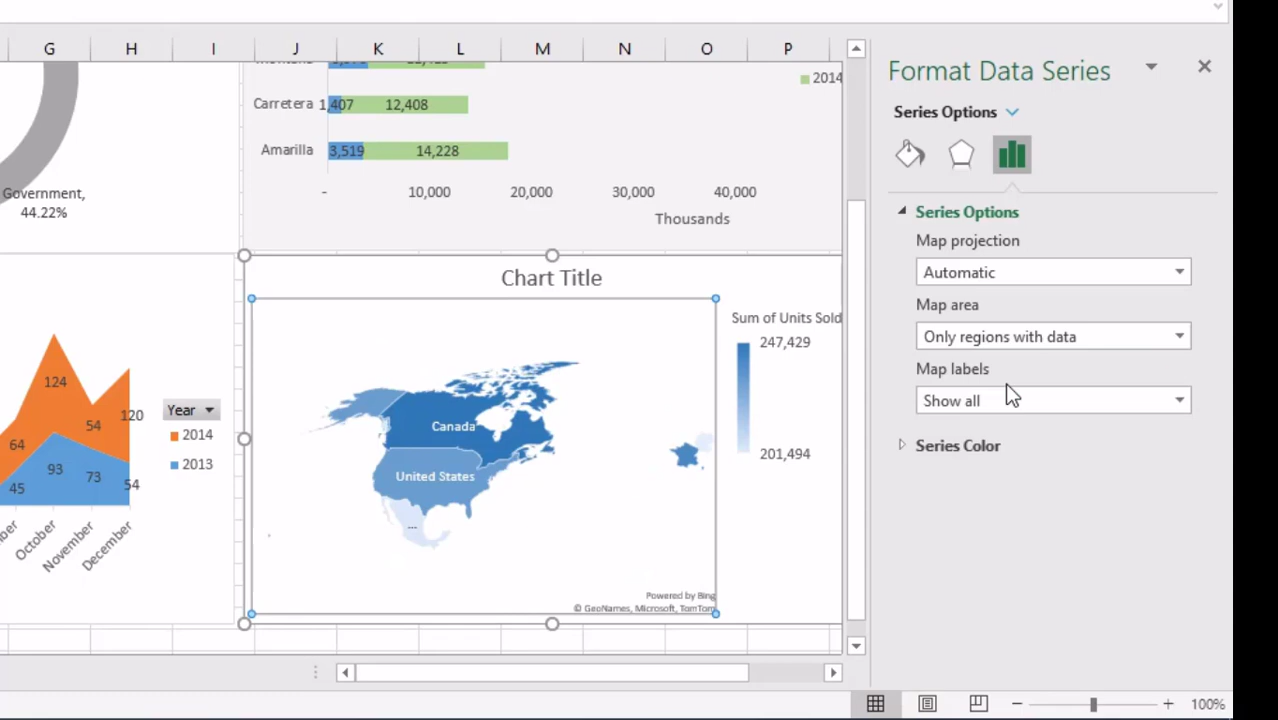 G H I J K L M N O P
2014
Carretera 1,407 12,408
Amarilla 3,519 14,228
- 10,000 20,000 30,000 40,000
Thousands
Government,
44.22%
124
120
64
54
93
73
54
45
October
November
December
Year
2014
2013
Chart Title
Sum of Units Sold
247,429
201,494
Canada
United States
...
Powered by Bing
© GeoNames, Microsoft, TomTom
Format Data Series
Series Options
Series Options
Map projection
Automatic
Map area
Only regions with data
Map labels
Show all
Series Color
100%